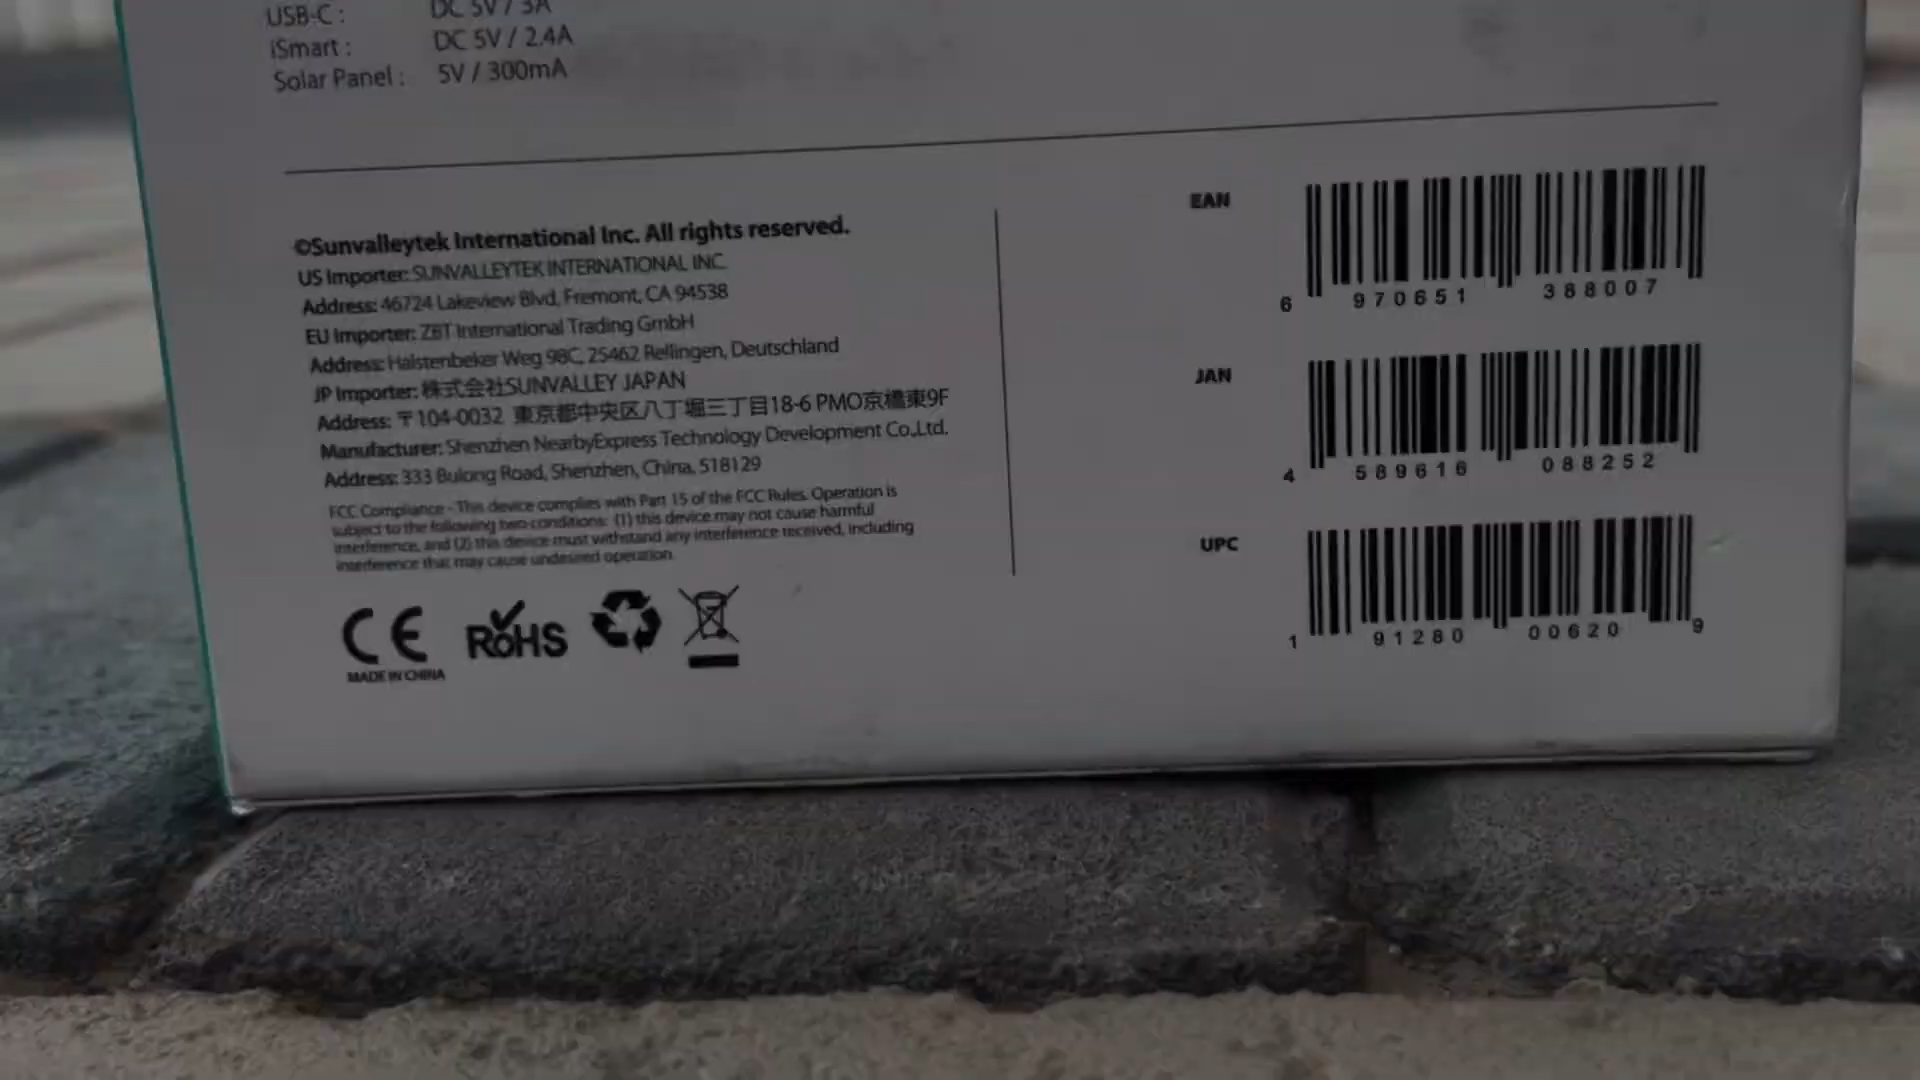 USB-C : DC 5V / 3A
iSmart : DC 5V / 2.4A
Solar Panel : 5V / 300mA
©Sunvalleytek International Inc. All rights reserved.
US Importer: SUNVALLEYTEK INTERNATIONAL INC.
Address: 46724 Lakeview Blvd, Fremont, CA 94538
EU Importer: ZBT International Trading GmbH
Address: Halstenbeker Weg 98C, 25462 Rellingen, Deutschland
JP Importer: 株式会社SUNVALLEY JAPAN
Address: 〒104-0032 東京都中央区八丁堀三丁目18-6 PMO京橋東9F
Manufacturer: Shenzhen NearbyExpress Technology Development Co.,Ltd.
Address: 333 Bulong Road, Shenzhen, China, 518129
FCC Compliance - This device complies with Part 15 of the FCC Rules. Operation is
subject to the following two conditions: (1) this device may not cause harmful
interference, and (2) this device must withstand any interference received, including
interference that may cause undesired operation.
CE RoHS
MADE IN CHINA
EAN
6 970651 388007
JAN
4 589616 088252
UPC
1 91280 00620 9